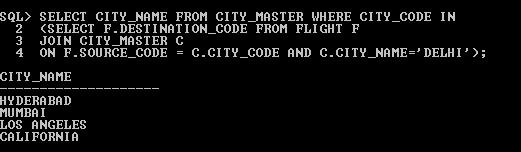 SQL> SELECT CITY_NAME FROM CITY_MASTER WHERE CITY_CODE IN
  2  (SELECT F.DESTINATION_CODE FROM FLIGHT F
  3  JOIN CITY_MASTER C
  4  ON F.SOURCE_CODE = C.CITY_CODE AND C.CITY_NAME='DELHI');
CITY_NAME
--------------------
HYDERABAD
MUMBAI
LOS ANGELES
CALIFORNIA